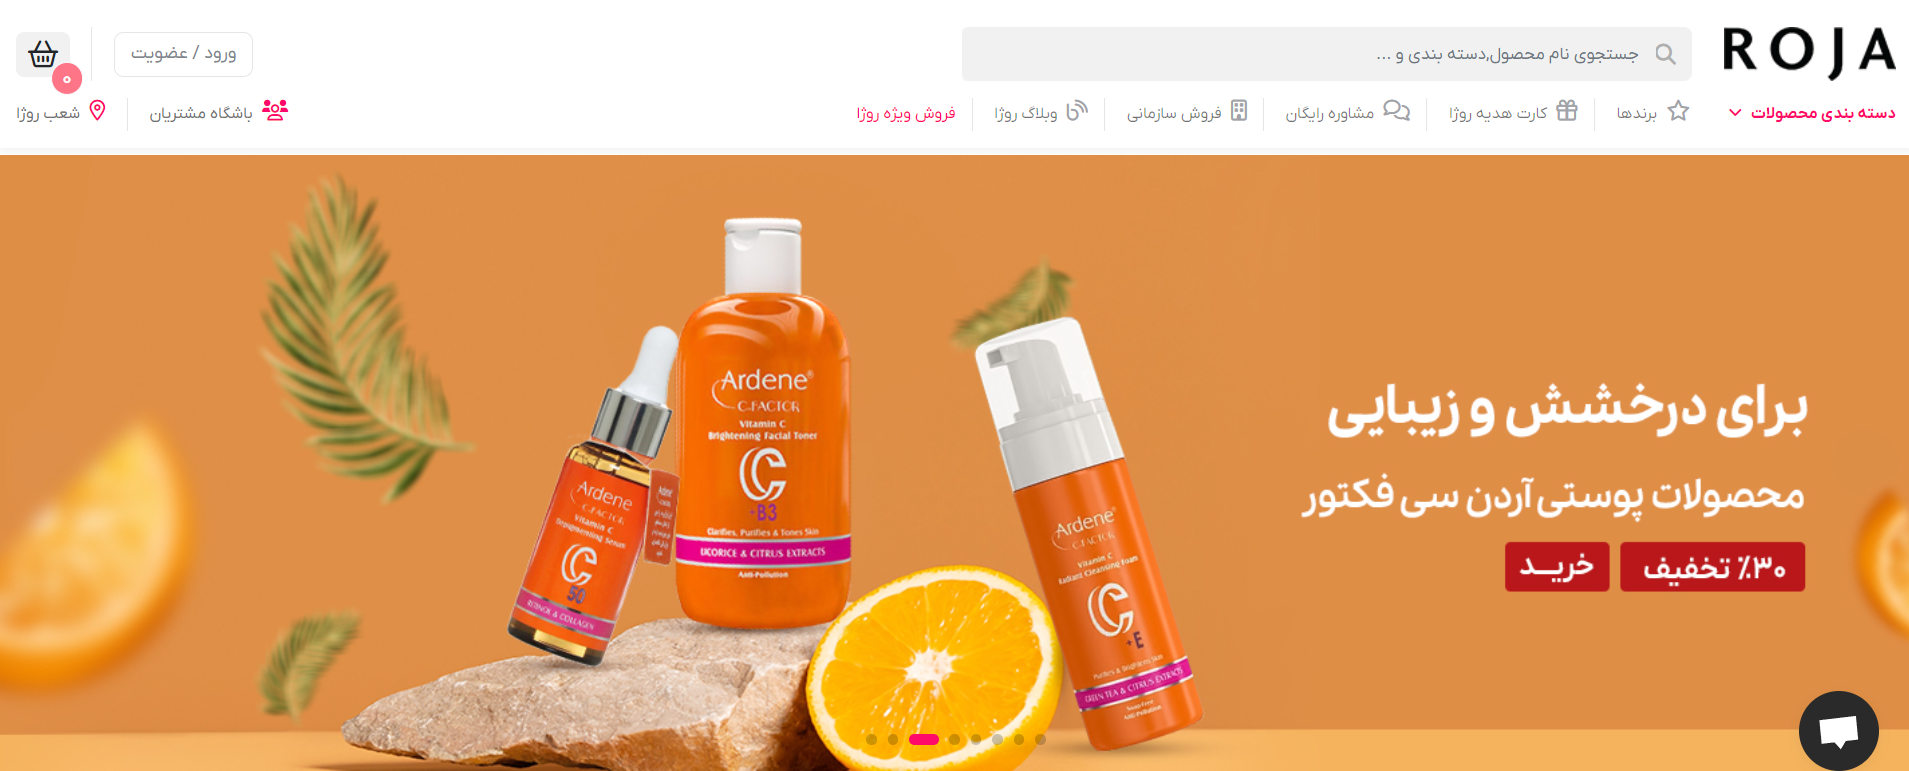 ROJA
جستجوی نام محصول,دسته بندی و ...
ورود / عضویت
0
دسته بندی محصولات
برندها
کارت هدیه روژا
مشاوره رایگان
فروش سازمانی
وبلاگ روژا
فروش ویژه روژا
باشگاه مشتریان
شعب روژا
برای درخشش و زیبایی
محصولات پوستی آردن سی فکتور
۳۰٪ تخفیف
خریــد
Ardene®
C-FACTOR
Vitamin C
Brightening Facial Toner
C
+B3
Clarifies, Purifies & Tones Skin
LICORICE & CITRUS EXTRACTS
Anti-Pollution
Ardene
C-FACTOR
Vitamin C
Depigmenting Serum
C
50
RETINOL & COLLAGEN
Ardene®
C-FACTOR
Vitamin C
Radiant Cleansing Foam
C
+E
Purifies & Brightens Skin
GREEN TEA & CITRUS EXTRACTS
Soap-Free
Anti-Pollution